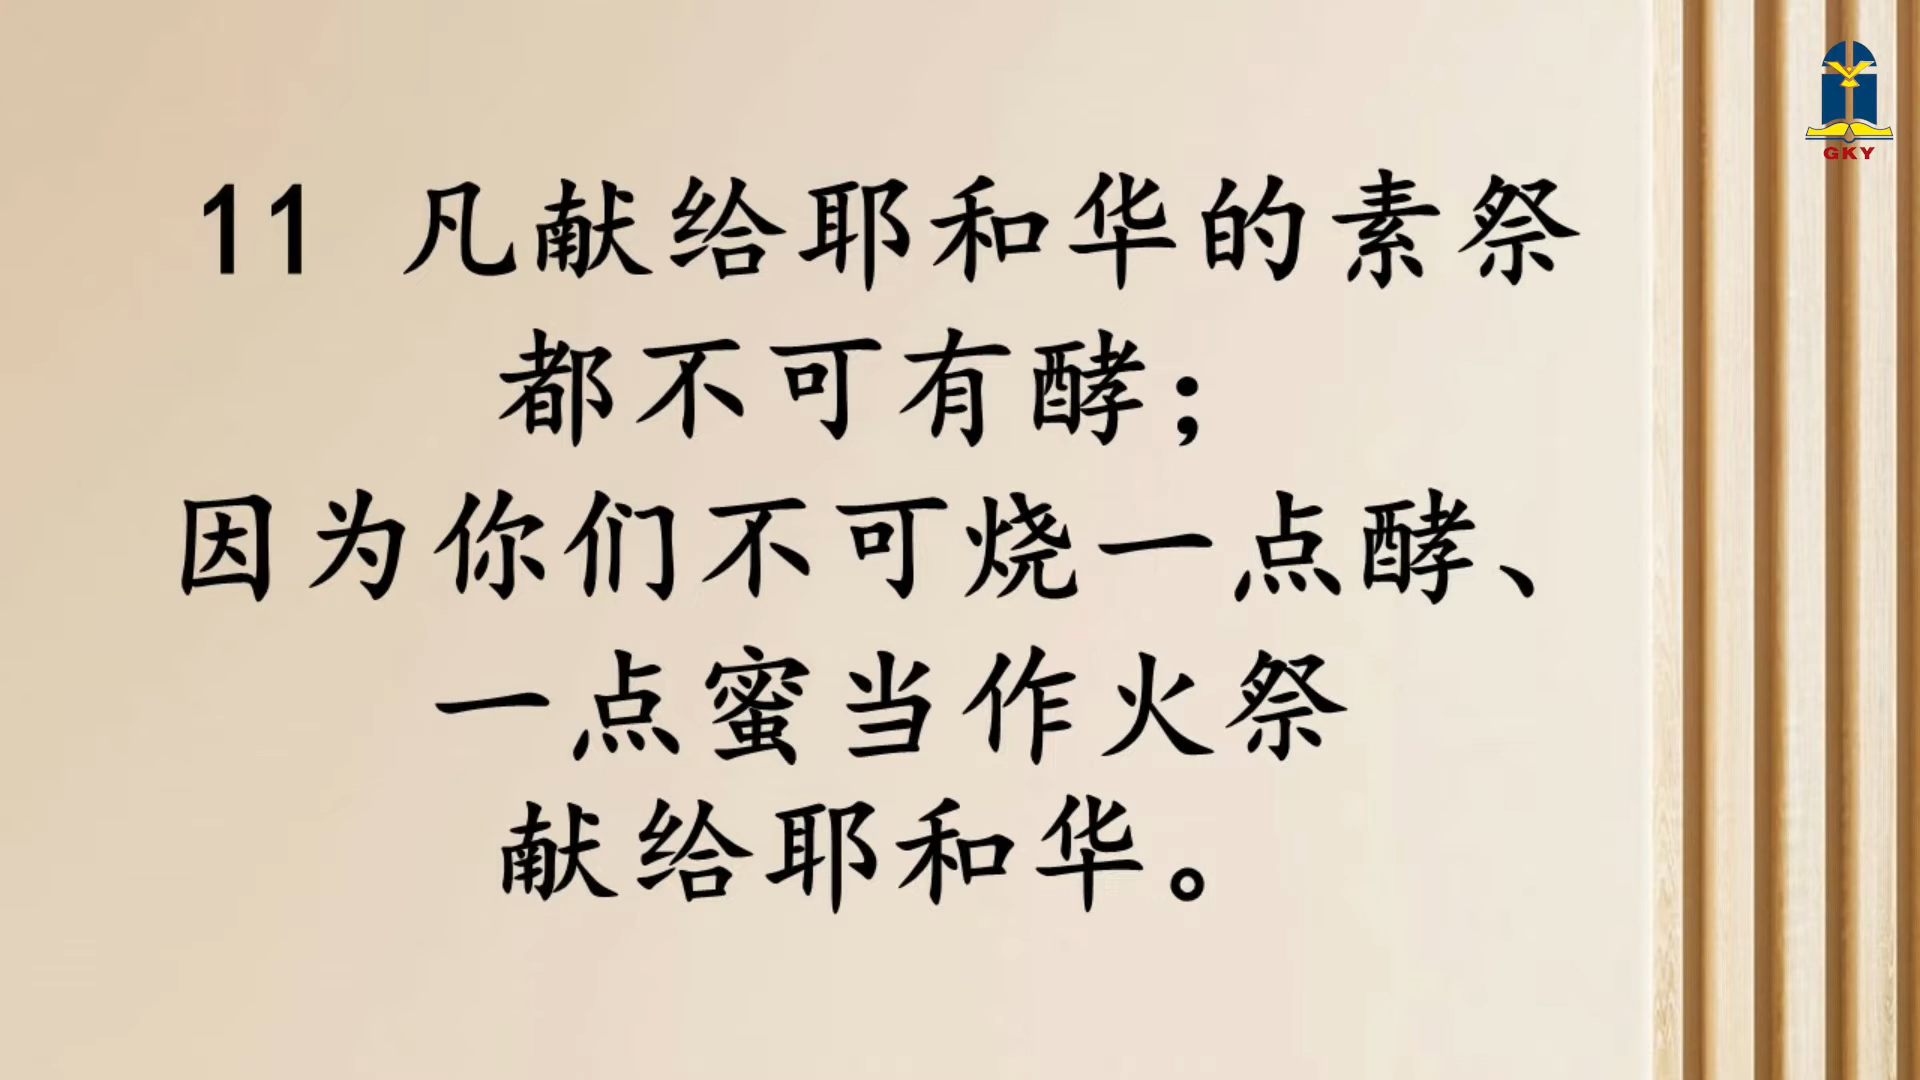 11 凡献给耶和华的素祭
都不可有酵；
因为你们不可烧一点酵、
一点蜜当作火祭
献给耶和华。
GKY